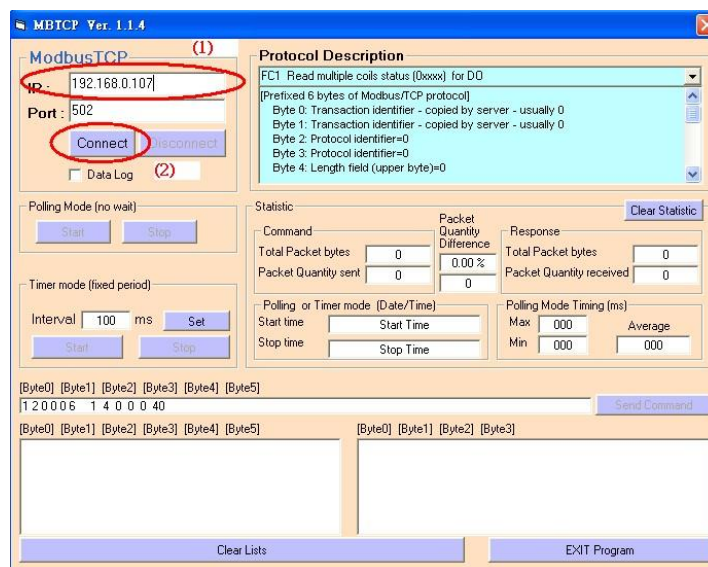 MBTCP Ver. 1.1.4
ModbusTCP
(1)
IP :
192.168.0.107
Port :
502
Connect
Disconnect
(2)
Data Log
Protocol Description
FC1 Read multiple coils status (0xxxx) for DO
[Prefixed 6 bytes of Modbus/TCP protocol]
Byte 0: Transaction identifier - copied by server - usually 0
Byte 1: Transaction identifier - copied by server - usually 0
Byte 2: Protocol identifier=0
Byte 3: Protocol identifier=0
Byte 4: Length field (upper byte)=0
Polling Mode (no wait)
Start
Stop
Timer mode (fixed period)
Interval
100
ms
Set
Start
Stop
Statistic
Clear Statistic
Command
Total Packet bytes
0
Packet Quantity sent
0
Packet
Quantity
Difference
0.00 %
0
Response
Total Packet bytes
0
Packet Quantity received
0
Polling or Timer mode (Date/Time)
Start time
Start Time
Stop time
Stop Time
Polling Mode Timing (ms)
Max
000
Average
Min
000
000
[Byte0] [Byte1] [Byte2] [Byte3] [Byte4] [Byte5]
1 2 0 0 0 6 1 4 0 0 0 40
Send Command
[Byte0] [Byte1] [Byte2] [Byte3] [Byte4] [Byte5]
[Byte0] [Byte1] [Byte2] [Byte3]
Clear Lists
EXIT Program